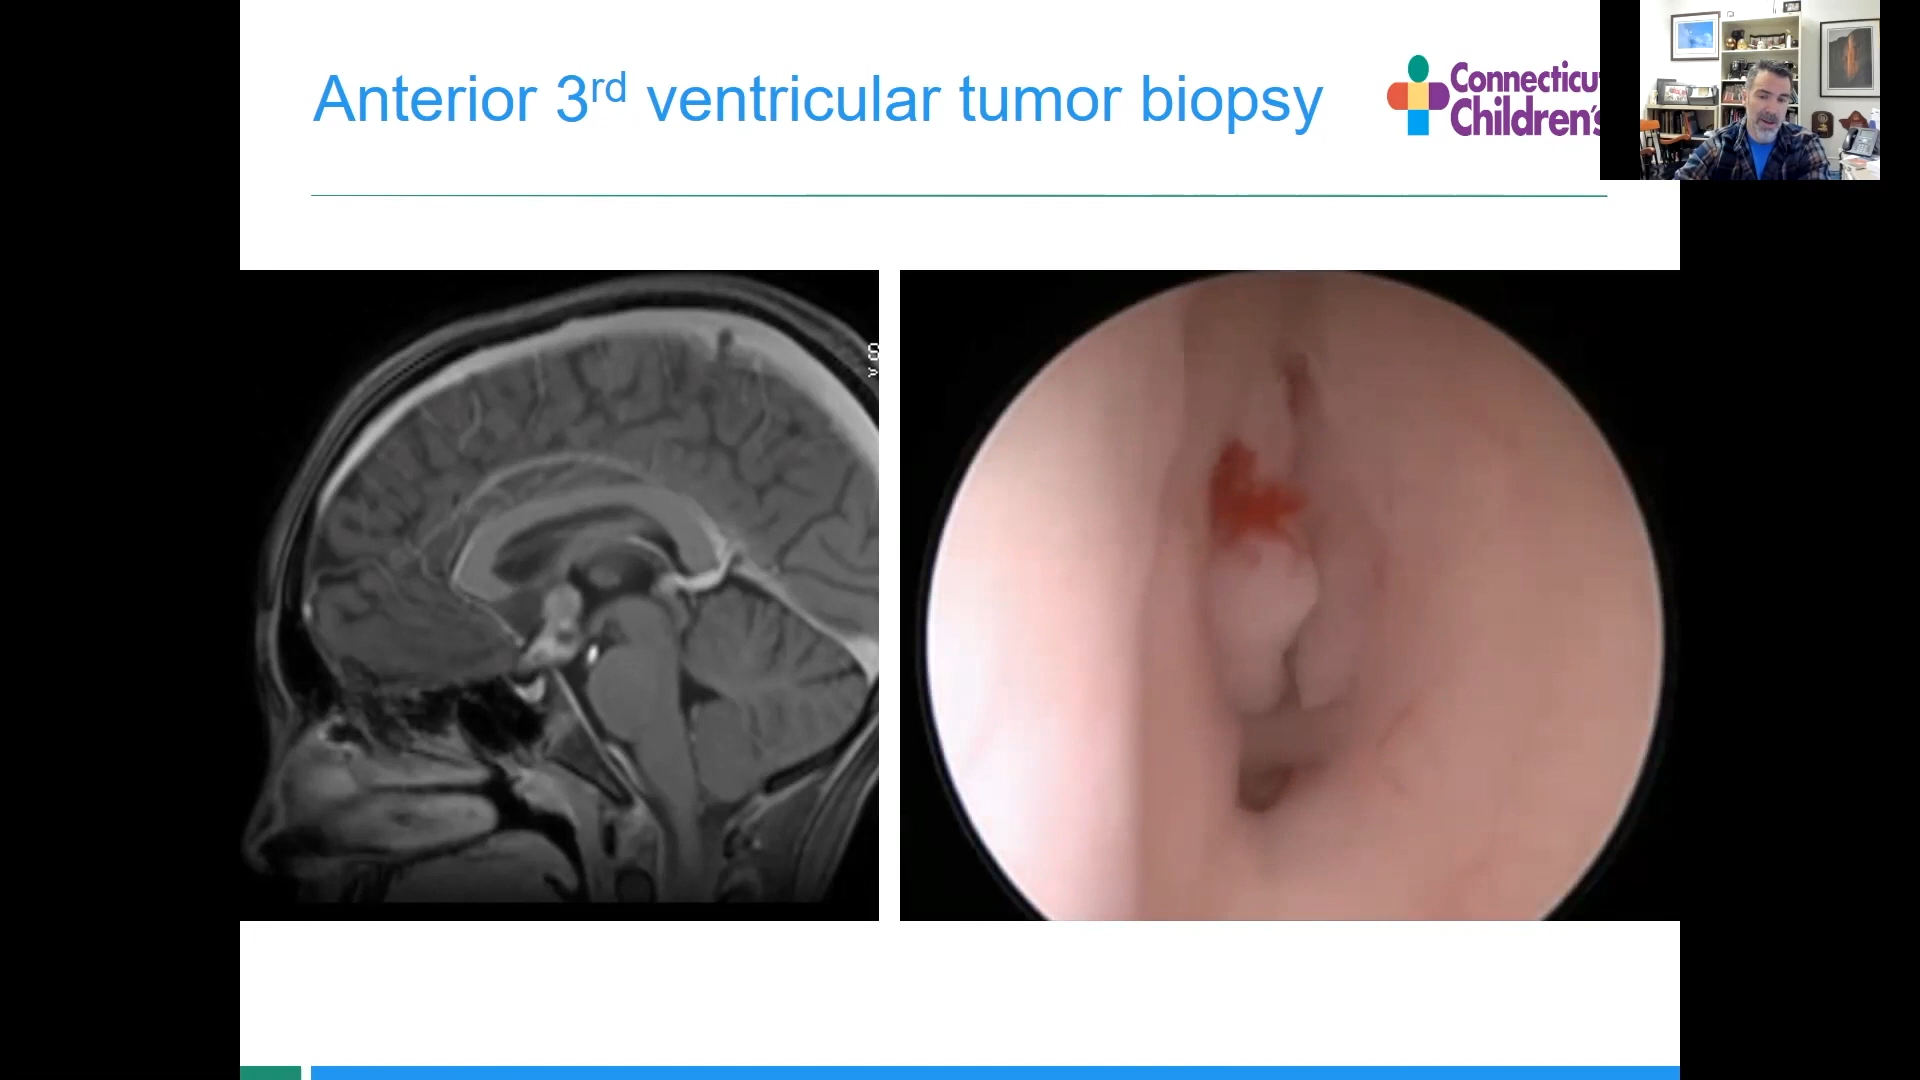 Anterior 3rd ventricular tumor biopsy
Connecticu
Children's